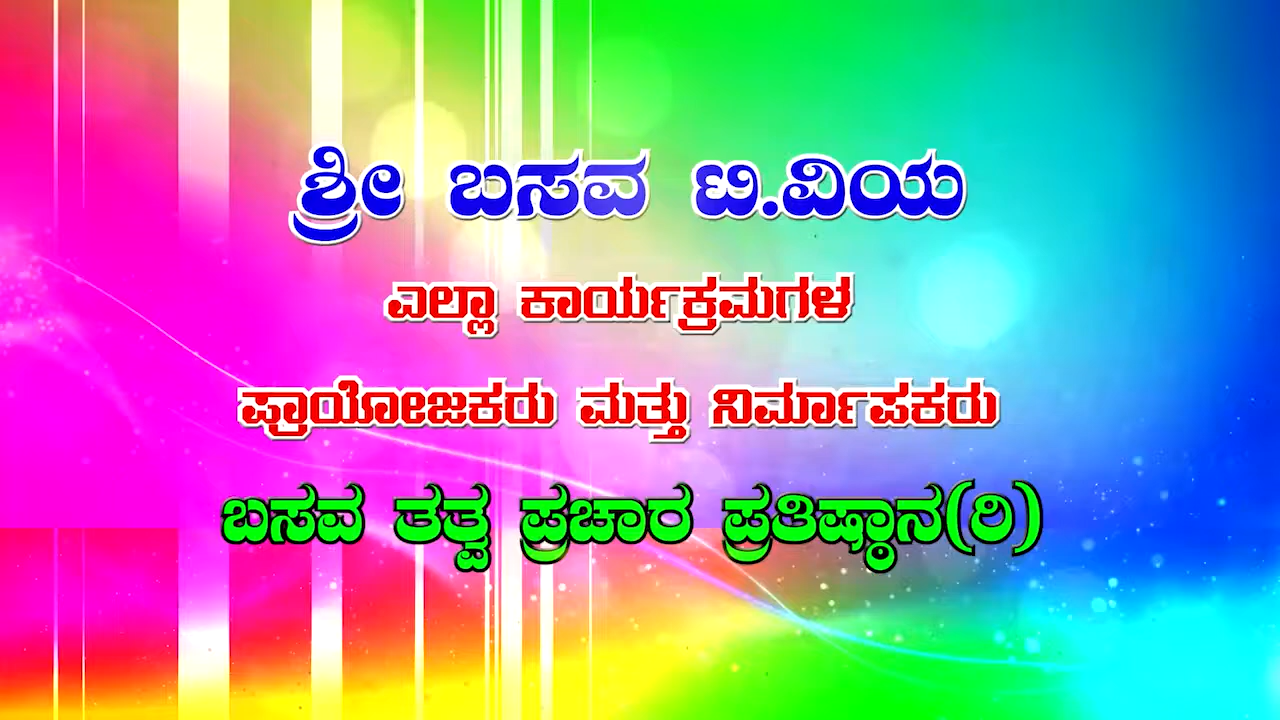 ಶ್ರೀ ಬಸವ ಟಿ.ವಿಯ
ಎಲ್ಲಾ ಕಾರ್ಯಕ್ರಮಗಳ
ಪ್ರಾಯೋಜಕರು ಮತ್ತು ನಿರ್ಮಾಪಕರು
ಬಸವ ತತ್ವ ಪ್ರಚಾರ ಪ್ರತಿಷ್ಠಾನ(ರಿ)